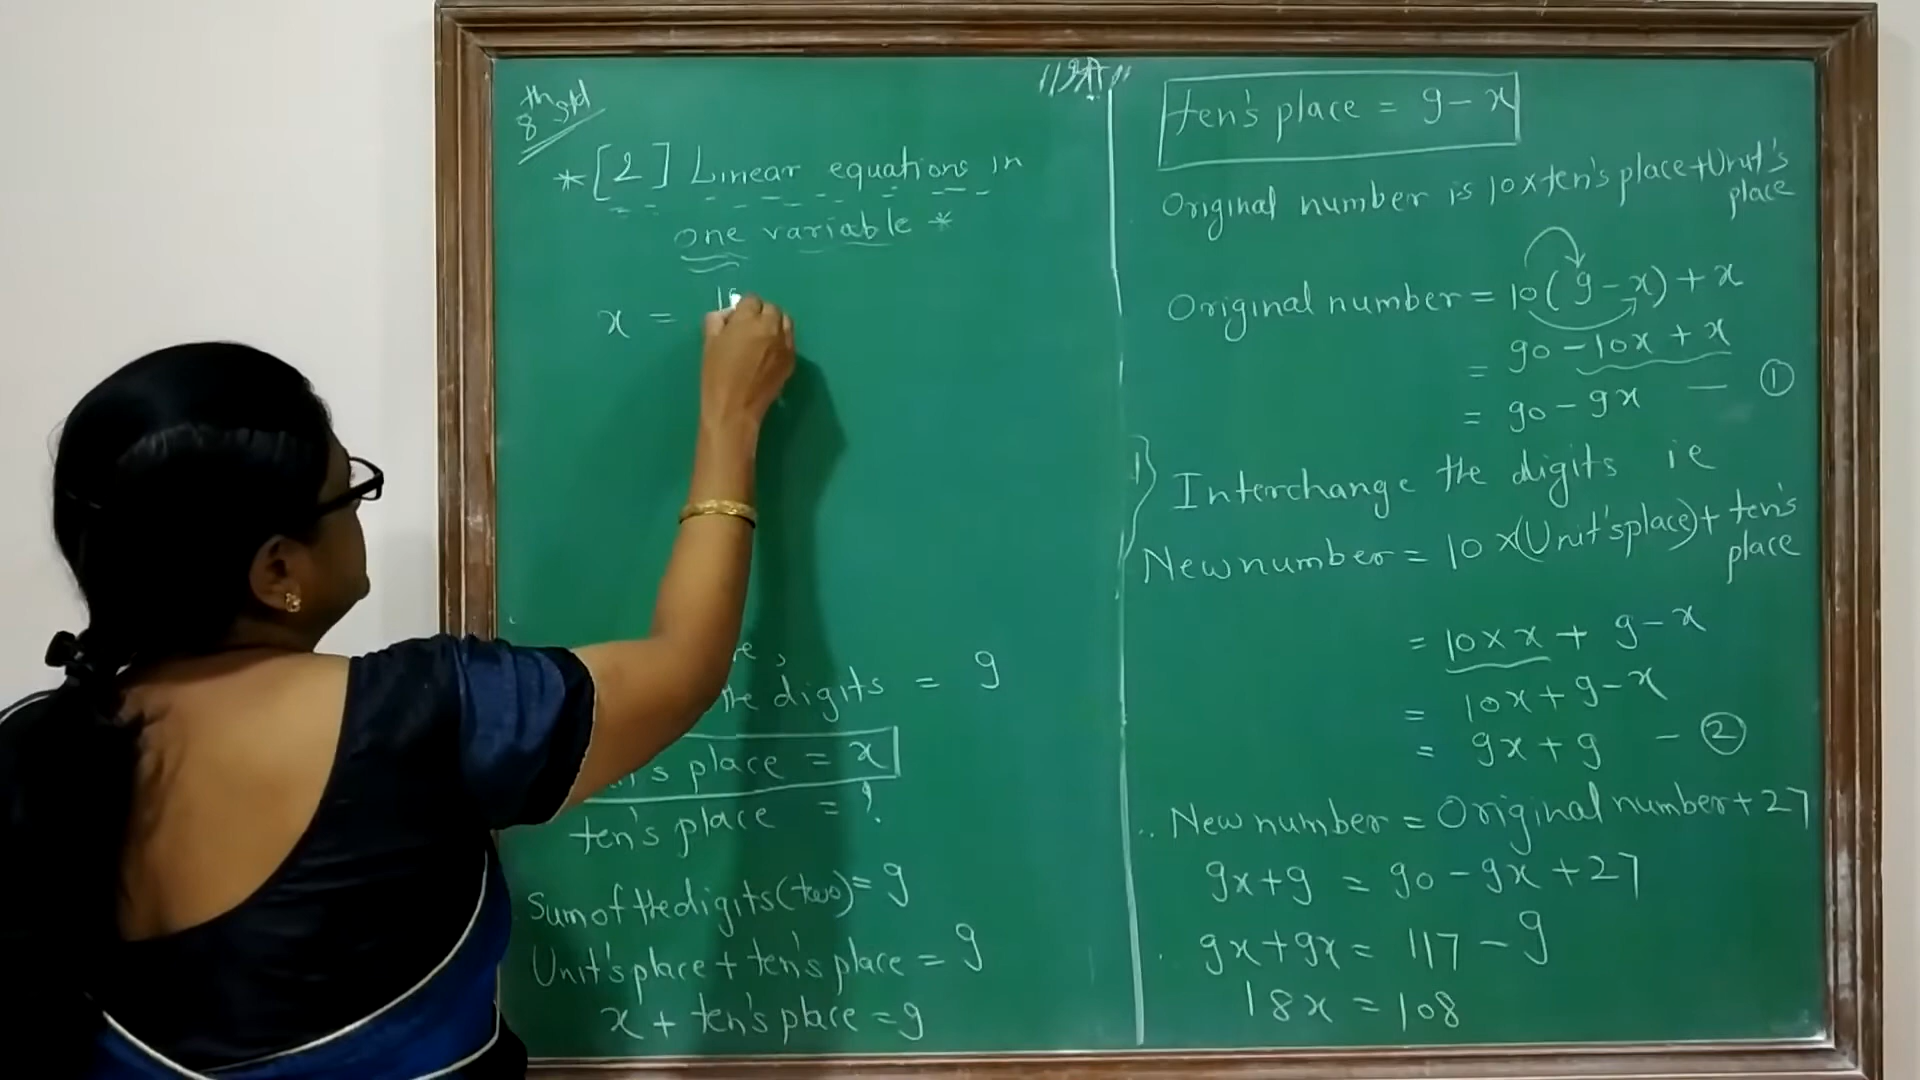 8th std
*[2] Linear equations in
one variable *
x = 1
re,
the digits = 9
's place = x
ten's place = ?
Sum of the digits (two) = 9
Unit's place + ten's place = 9
x + ten's place = 9
ten's place = 9 - x
Original number is 10 x ten's place + Unit's
place
Original number = 10(9 - x) + x
= 90 - 10x + x
= 90 - 9x — ①
Interchange the digits ie
New number = 10 ×(Unit's place) + ten's
place
= 10 × x + 9 - x
= 10x + 9 - x
= 9x + 9 - ②
∴ New number = Original number + 27
9x + 9 = 90 - 9x + 27
9x + 9x = 117 - 9
18x = 108